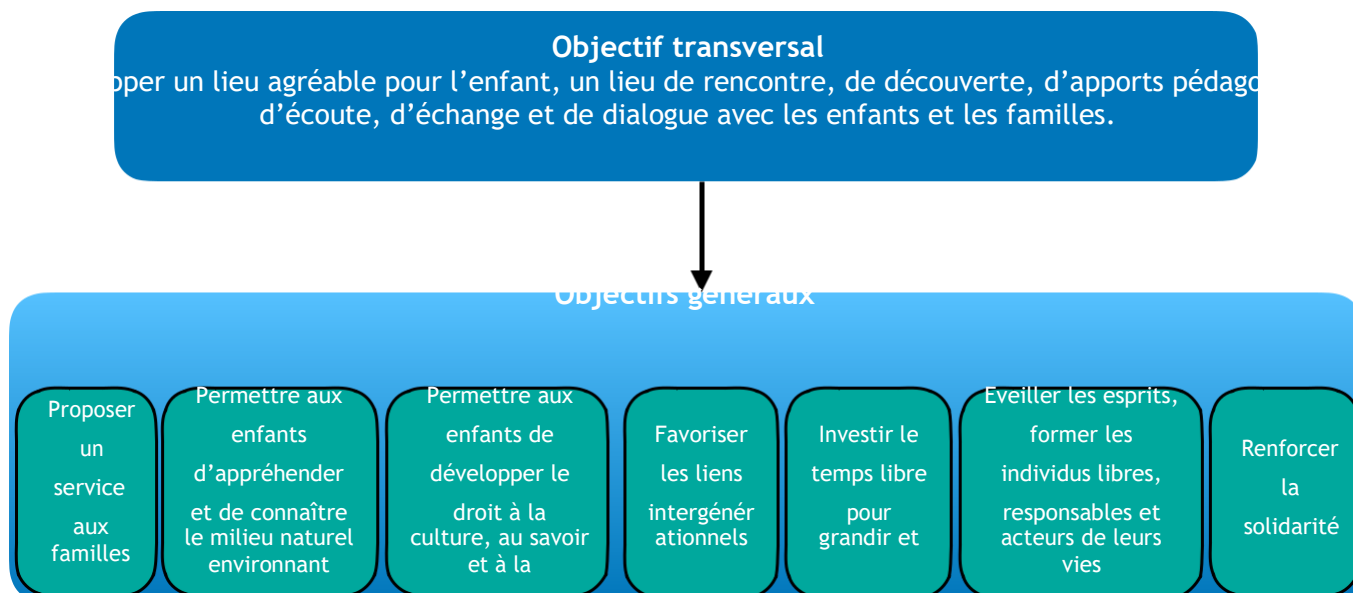 Objectif transversal
un lieu agréable pour l’enfant, un lieu de rencontre, de découverte, d’apports
d’écoute, d’échange et de dialogue avec les enfants et les familles.
Objectifs généraux
Proposer
un
service
aux
familles
Permettre aux
enfants
d’appréhender
et de connaître
le milieu naturel
environnant
Permettre aux
enfants de
développer le
droit à la
culture, au savoir
et à la
Favoriser
les liens
intergénér
ationnels
Investir le
temps libre
pour
grandir et
Eveiller les esprits,
former les
individus libres,
responsables et
acteurs de leurs
vies
Renforcer
la
solidarité